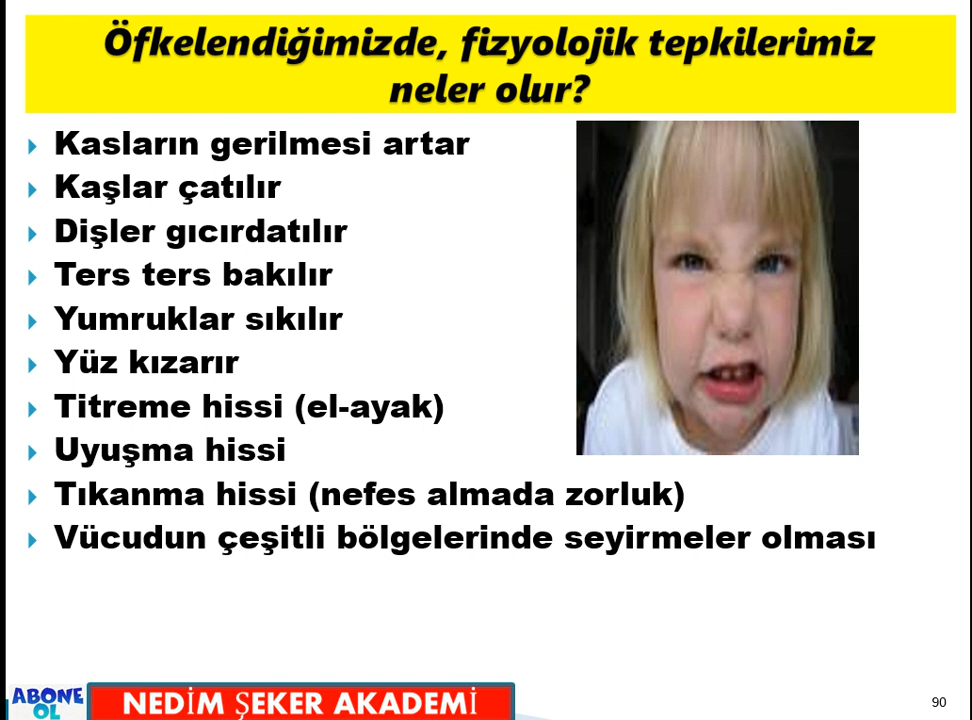 Öfkelendiğimizde, fizyolojik tepkilerimiz
neler olur?
Kasların gerilmesi artar
Kaşlar çatılır
Dişler gıcırdatılır
Ters ters bakılır
Yumruklar sıkılır
Yüz kızarır
Titreme hissi (el-ayak)
Uyuşma hissi
Tıkanma hissi (nefes almada zorluk)
Vücudun çeşitli bölgelerinde seyirmeler olması
ABONE
OL
NEDİM ŞEKER AKADEMİ
90